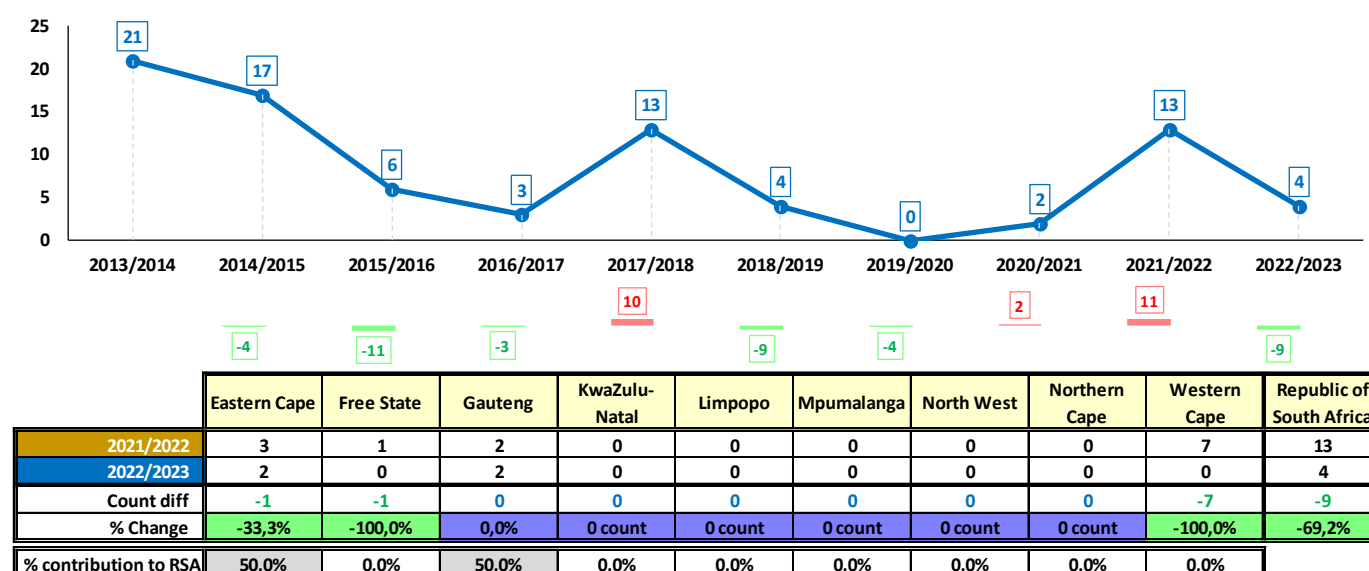 25
20
15
10
5
0
21
17
6
3
13
4
0
2
13
4
2013/2014 2014/2015 2015/2016 2016/2017 2017/2018 2018/2019 2019/2020 2020/2021 2021/2022 2022/2023
-4 -11 -3 10 -9 -4 2 11 -9
Eastern Cape Free State Gauteng KwaZulu-Natal Limpopo Mpumalanga North West Northern Cape Western Cape Republic of South Africa
2021/2022 3 1 2 0 0 0 0 0 7 13
2022/2023 2 0 2 0 0 0 0 0 0 4
Count diff -1 -1 0 0 0 0 0 0 -7 -9
% Change -33,3% -100,0% 0,0% 0 count 0 count 0 count 0 count 0 count -100,0% -69,2%
% contribution to RSA 50.0% 0.0% 50.0% 0.0% 0.0% 0.0% 0.0% 0.0% 0.0%